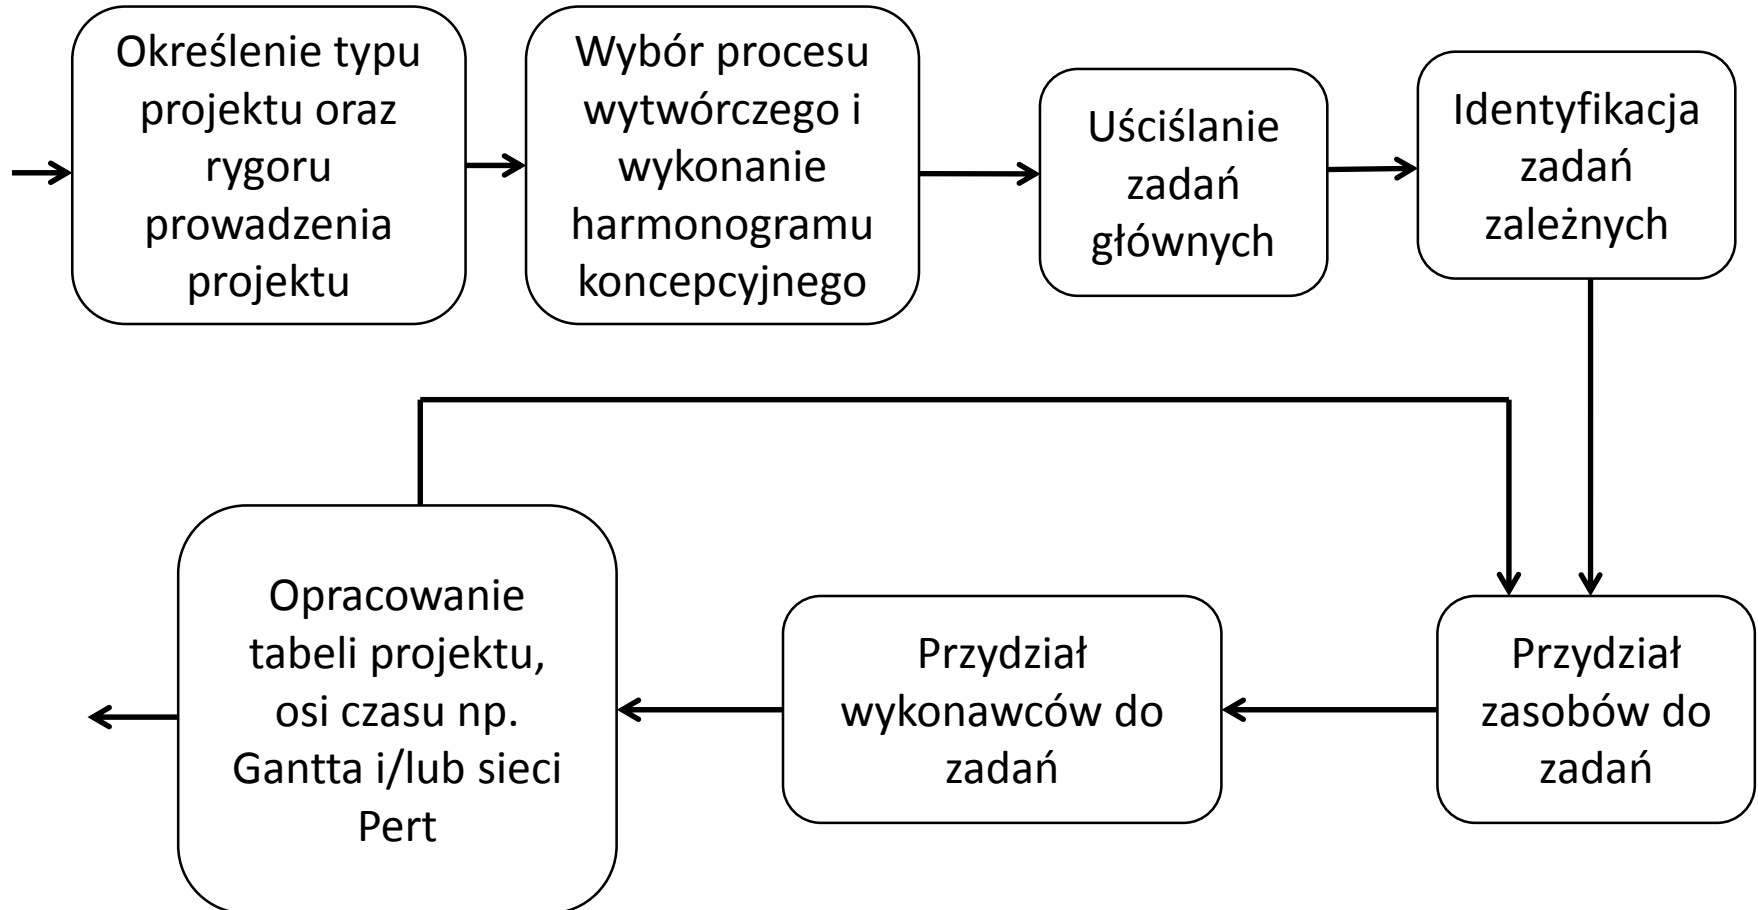 Określenie typu
projektu oraz
rygoru
prowadzenia
projektu
Wybór procesu
wytwórczego i
wykonanie
harmonogramu
koncepcyjnego
Uściślanie
zadań
głównych
Identyfikacja
zadań
zależnych
Przydział
zasobów do
zadań
Przydział
wykonawców do
zadań
Opracowanie
tabeli projektu,
osi czasu np.
Gantta i/lub sieci
Pert